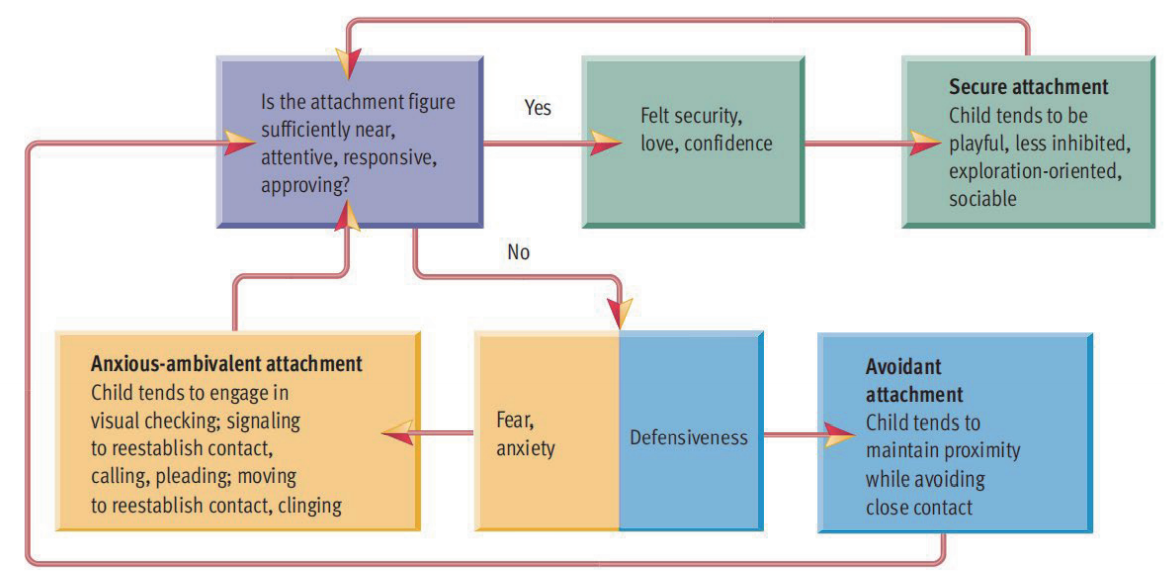 Is the attachment figure
sufficiently near,
attentive, responsive,
approving?
Yes
Felt security,
love, confidence
Secure attachment
Child tends to be
playful, less inhibited,
exploration-oriented,
sociable
No
Anxious-ambivalent attachment
Child tends to engage in
visual checking; signaling
to reestablish contact,
calling, pleading; moving
to reestablish contact, clinging
Fear,
anxiety
Defensiveness
Avoidant
attachment
Child tends to
maintain proximity
while avoiding
close contact